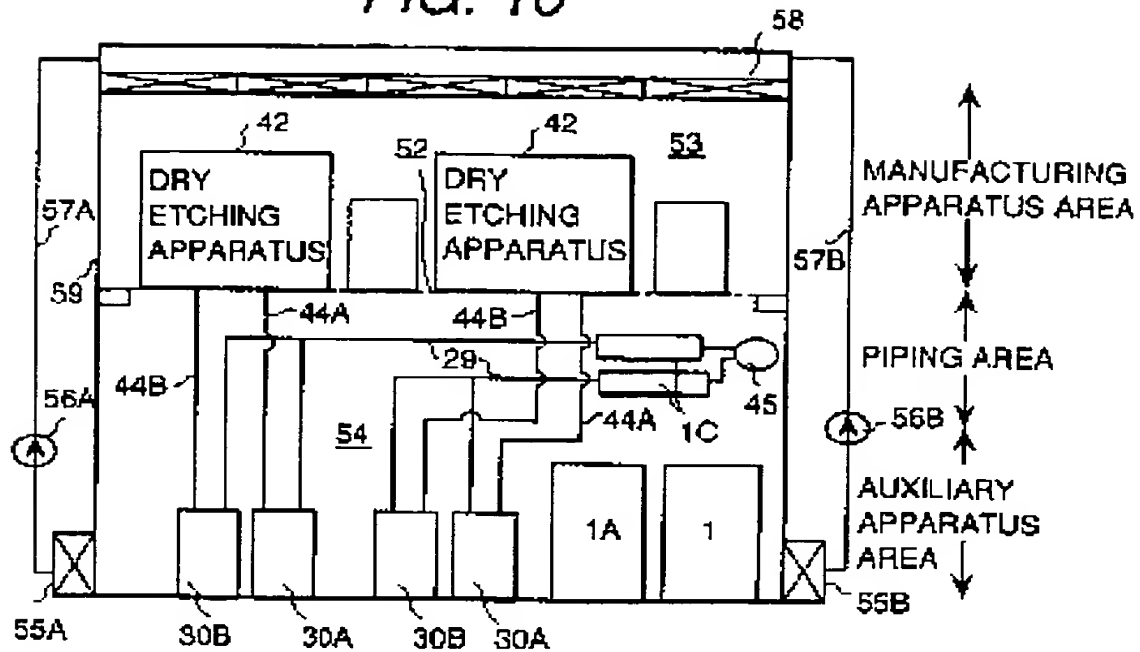 FIG. 10
58
42
42
52
53
DRY
ETCHING
APPARATUS
DRY
ETCHING
APPARATUS
MANUFACTURING
APPARATUS AREA
57A
57B
59
44A
44B
29
PIPING AREA
44B
45
56A
44A
1C
56B
54
AUXILIARY
APPARATUS
AREA
1A
1
55A
30B
30A
30B
30A
55B